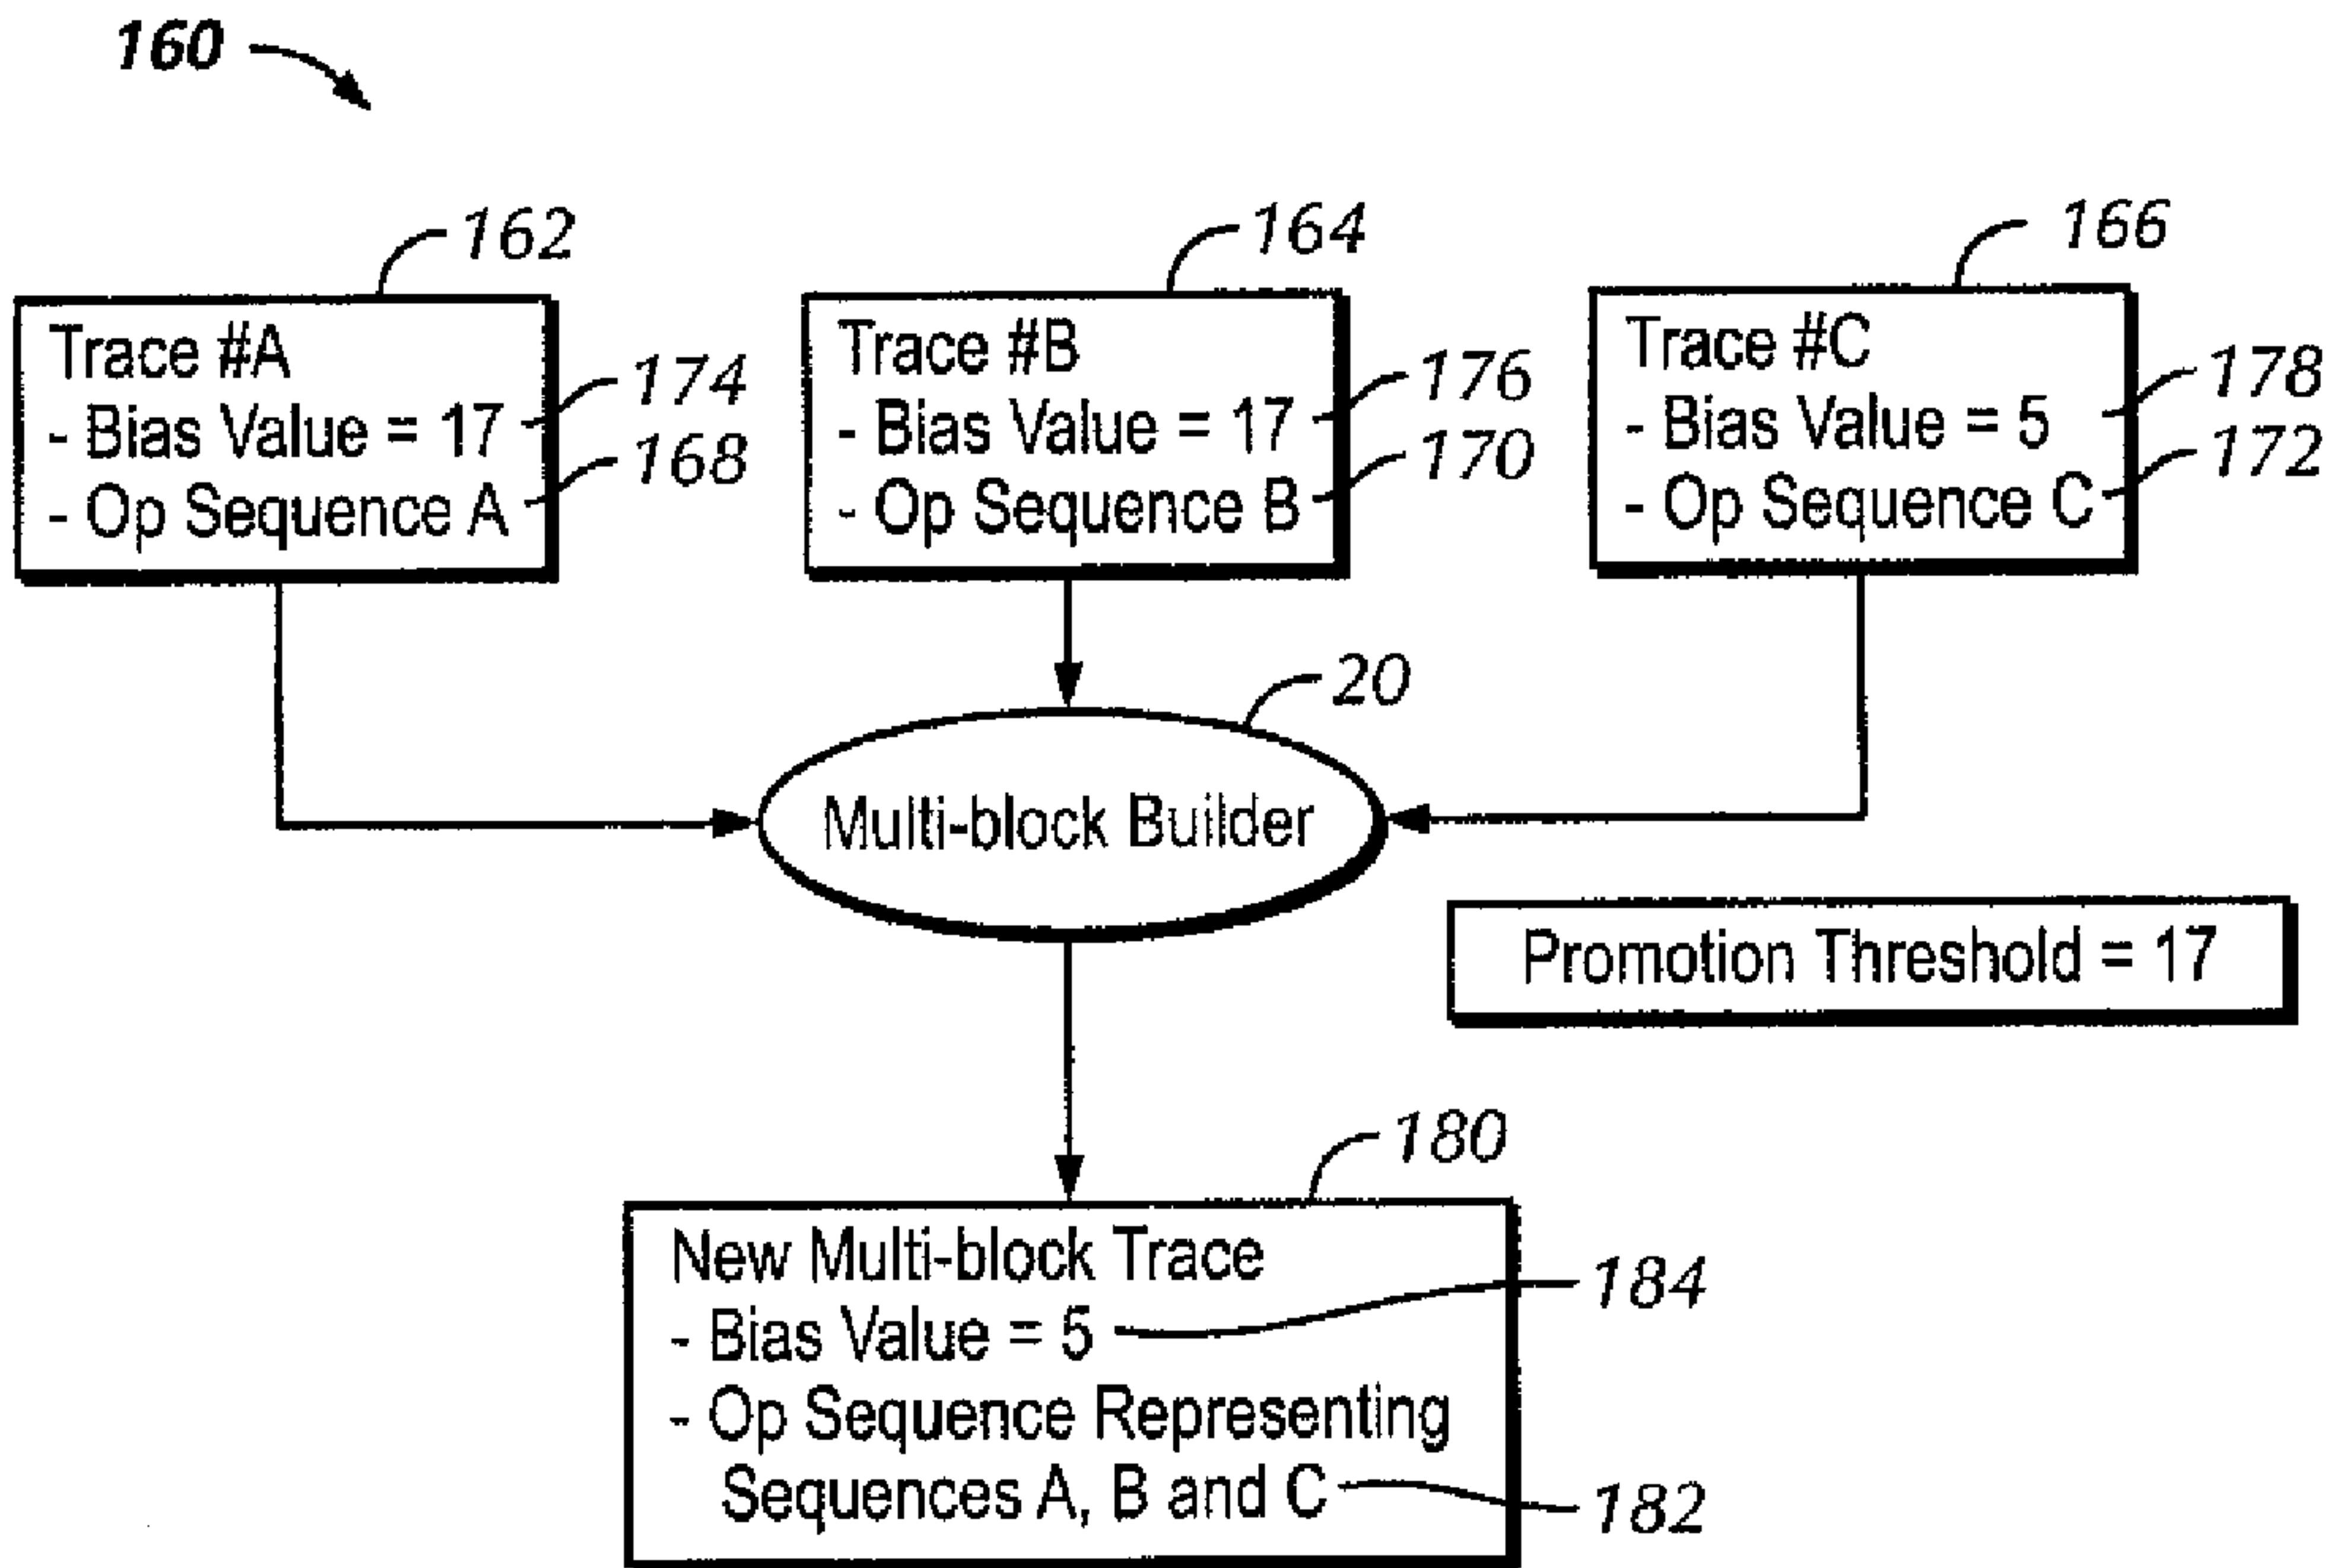 160
162
164
166
Trace #A
- Bias Value = 17
- Op Sequence A
174
168
Trace #B
- Bias Value = 17
- Op Sequence B
176
170
Trace #C
- Bias Value = 5
- Op Sequence C
178
172
20
Multi-block Builder
Promotion Threshold = 17
180
New Multi-block Trace
- Bias Value = 5
- Op Sequence Representing
Sequences A, B and C
184
182